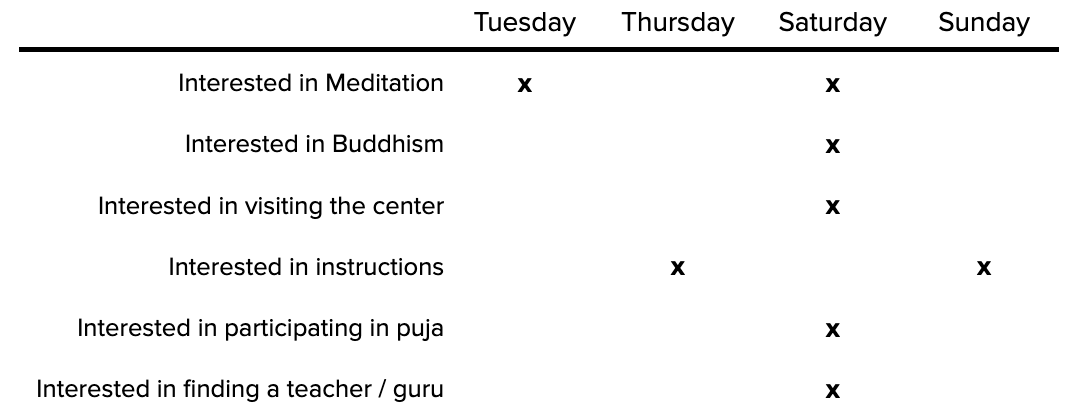 Tuesday Thursday Saturday Sunday
Interested in Meditation x x
Interested in Buddhism x
Interested in visiting the center x
Interested in instructions x x
Interested in participating in puja x
Interested in finding a teacher / guru x